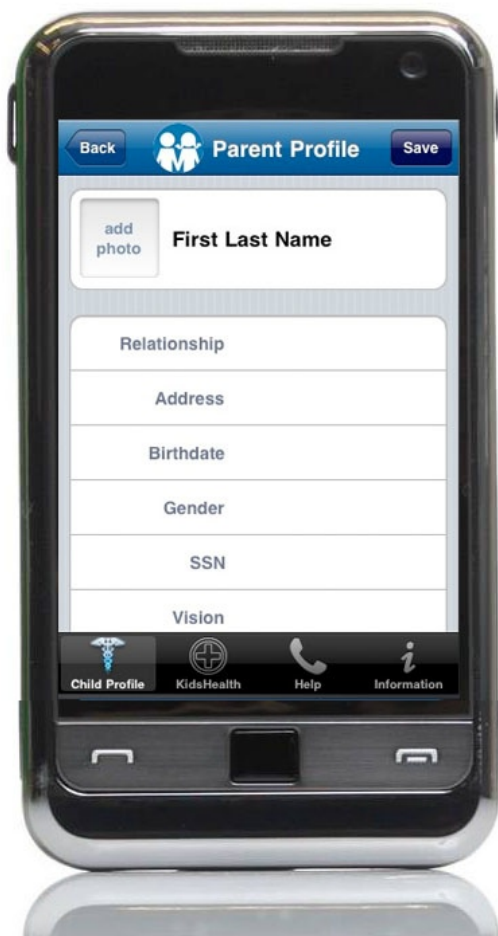 Back Parent Profile Save
add
photo
First Last Name
Relationship
Address
Birthdate
Gender
SSN
Vision
Child Profile KidsHealth Help Information